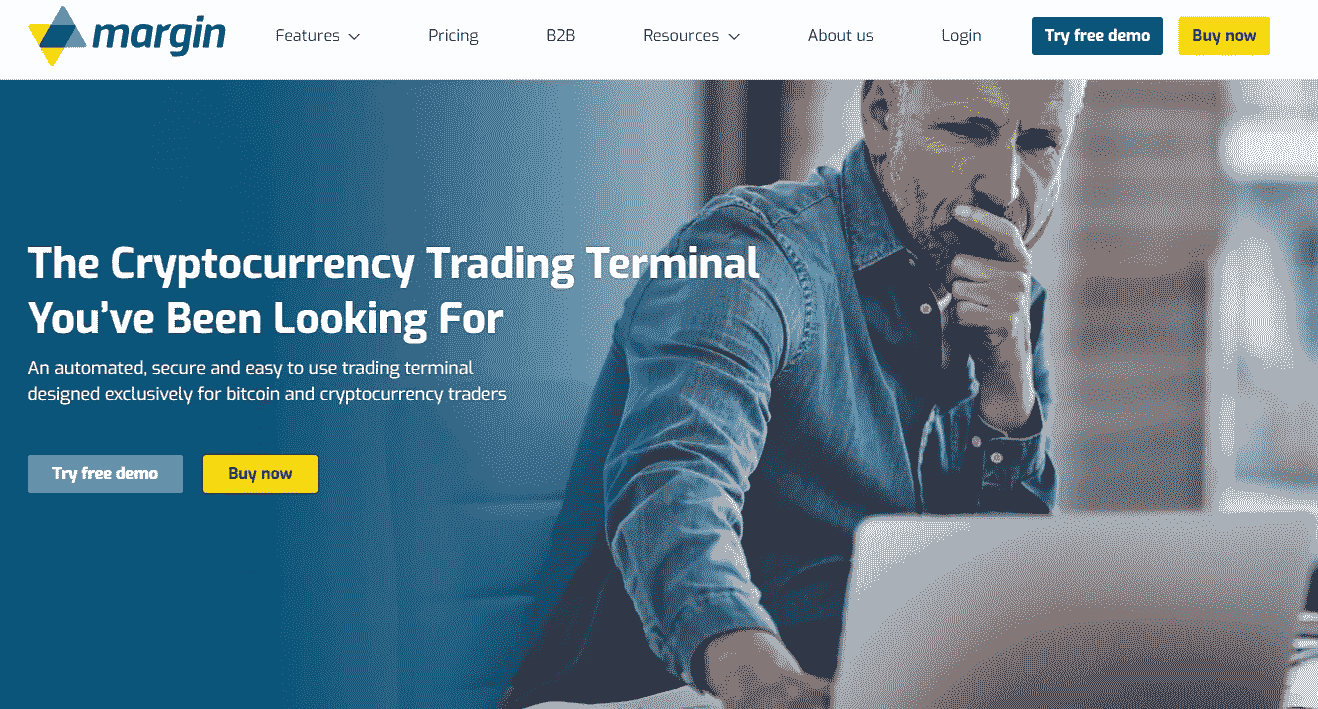 margin
Features
Pricing
B2B
Resources
About us
Login
Try free demo
Buy now
The Cryptocurrency Trading Terminal
You’ve Been Looking For
An automated, secure and easy to use trading terminal
designed exclusively for bitcoin and cryptocurrency traders
Try free demo
Buy now